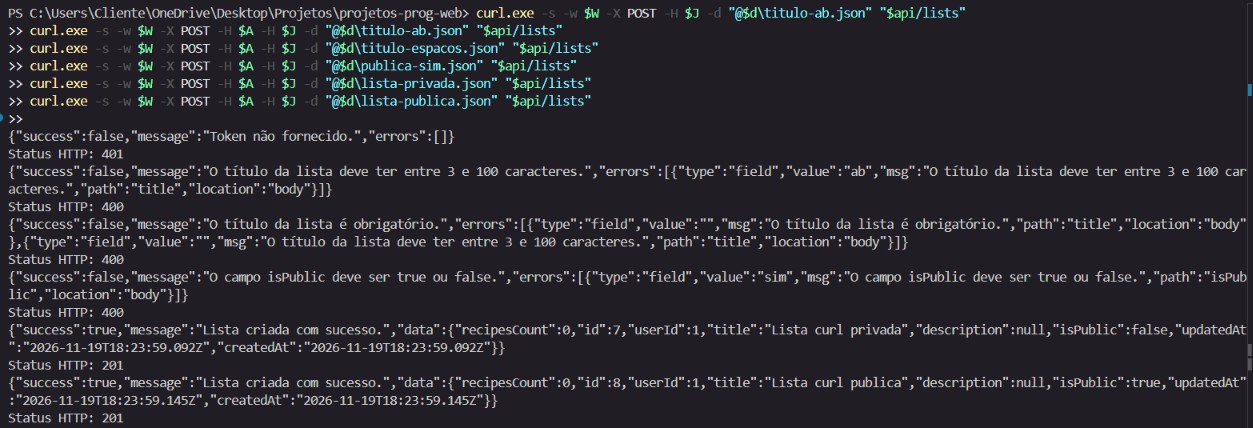 PS C:\Users\Cliente\OneDrive\Desktop\Projetos\projetos-prog-web> curl.exe -s -w $W -X POST -H $J -d "@$d\titulo-ab.json" "$api/lists"
>> curl.exe -s -w $W -X POST -H $A -H $J -d "@$d\titulo-ab.json" "$api/lists"
>> curl.exe -s -w $W -X POST -H $A -H $J -d "@$d\titulo-espacos.json" "$api/lists"
>> curl.exe -s -w $W -X POST -H $A -H $J -d "@$d\publica-sim.json" "$api/lists"
>> curl.exe -s -w $W -X POST -H $A -H $J -d "@$d\lista-privada.json" "$api/lists"
>> curl.exe -s -w $W -X POST -H $A -H $J -d "@$d\lista-publica.json" "$api/lists"
>>
{"success":false,"message":"Token não fornecido.","errors":[]}
Status HTTP: 401
{"success":false,"message":"O título da lista deve ter entre 3 e 100 caracteres.","errors":[{"type":"field","value":"ab","msg":"O título da lista deve ter entre 3 e 100 car
acteres.","path":"title","location":"body"}]}
Status HTTP: 400
{"success":false,"message":"O título da lista é obrigatório.","errors":[{"type":"field","value":"","msg":"O título da lista é obrigatório.","path":"title","location":"body"
},{"type":"field","value":"","msg":"O título da lista deve ter entre 3 e 100 caracteres.","path":"title","location":"body"}]}
Status HTTP: 400
{"success":false,"message":"O campo isPublic deve ser true ou false.","errors":[{"type":"field","value":"sim","msg":"O campo isPublic deve ser true ou false.","path":"isPub
lic","location":"body"}]}
Status HTTP: 400
{"success":true,"message":"Lista criada com sucesso.","data":{"recipesCount":0,"id":7,"userId":1,"title":"Lista curl privada","description":null,"isPublic":false,"updatedAt
":"2026-11-19T18:23:59.092Z","createdAt":"2026-11-19T18:23:59.092Z"}}
Status HTTP: 201
{"success":true,"message":"Lista criada com sucesso.","data":{"recipesCount":0,"id":8,"userId":1,"title":"Lista curl publica","description":null,"isPublic":true,"updatedAt"
:"2026-11-19T18:23:59.145Z","createdAt":"2026-11-19T18:23:59.145Z"}}
Status HTTP: 201